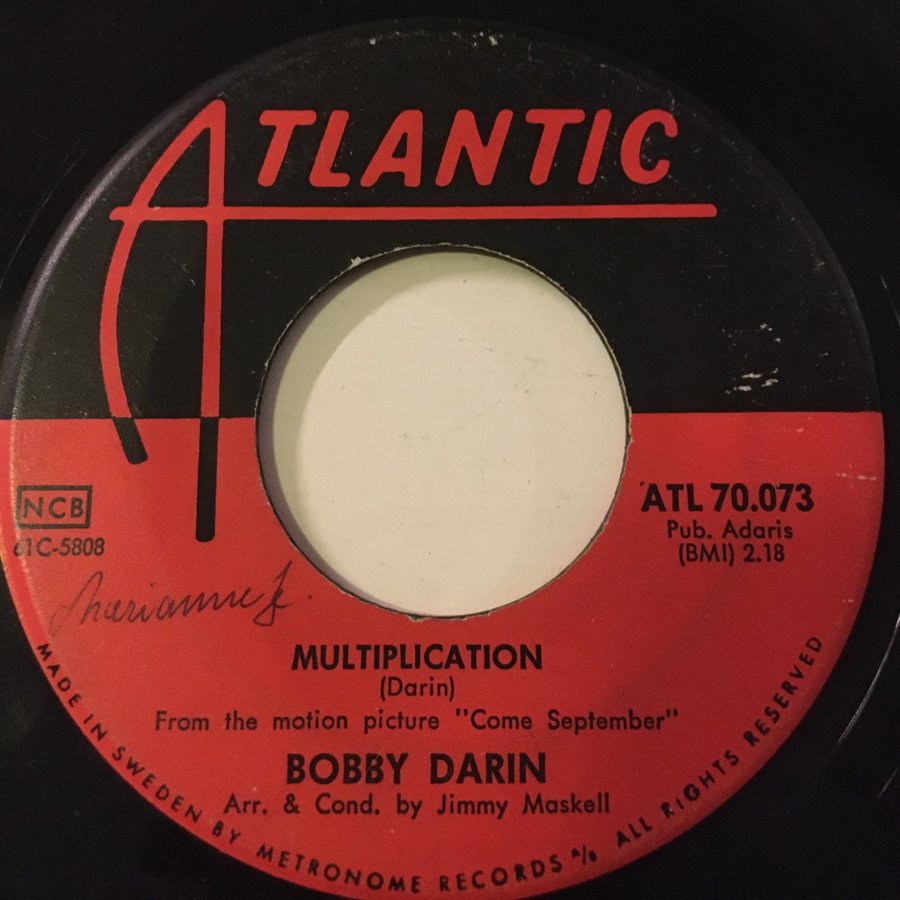 ATLANTIC
NCB
61C-5808
ATL 70.073
Pub. Adaris
(BMI) 2.18
Marianne J.
MULTIPLICATION
(Darin)
From the motion picture "Come September"
BOBBY DARIN
Arr. & Cond. by Jimmy Maskell
MADE IN SWEDEN BY METRONOME RECORDS A/B ALL RIGHTS RESERVED